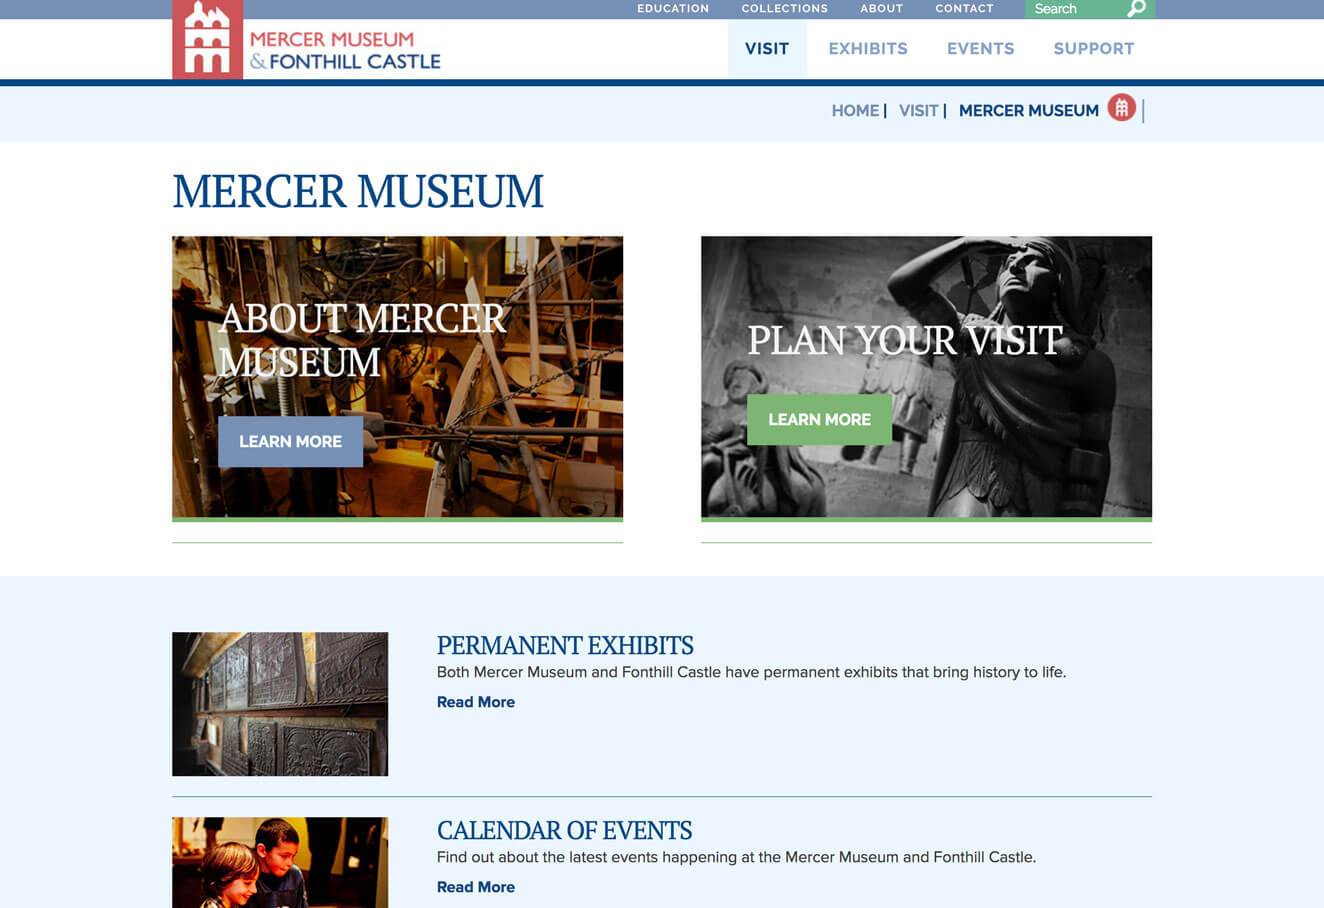 EDUCATION COLLECTIONS ABOUT CONTACT Search
MERCER MUSEUM
&FONTHILL CASTLE
VISIT EXHIBITS EVENTS SUPPORT
HOME | VISIT | MERCER MUSEUM |
MERCER MUSEUM
ABOUT MERCER
MUSEUM
LEARN MORE
PLAN YOUR VISIT
LEARN MORE
PERMANENT EXHIBITS
Both Mercer Museum and Fonthill Castle have permanent exhibits that bring history to life.
Read More
CALENDAR OF EVENTS
Find out about the latest events happening at the Mercer Museum and Fonthill Castle.
Read More